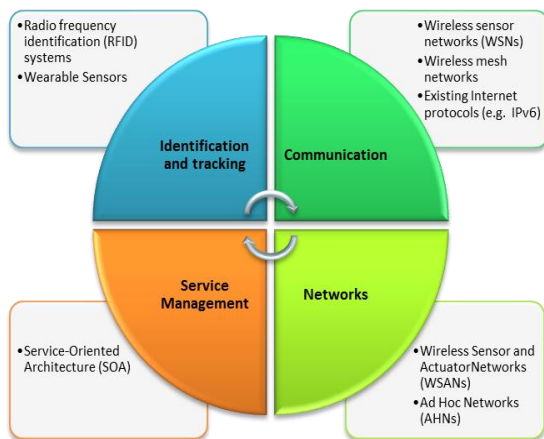 • Radio frequency
identification (RFID)
systems
• Wearable Sensors
• Wireless sensor
networks (WSNs)
• Wireless mesh
networks
• Existing Internet
protocols (e.g. IPv6)
Identification
and tracking
Communication
Service
Management
Networks
• Service-Oriented
Architecture (SOA)
• Wireless Sensor and
ActuatorNetworks
(WSANs)
• Ad Hoc Networks
(AHNs)